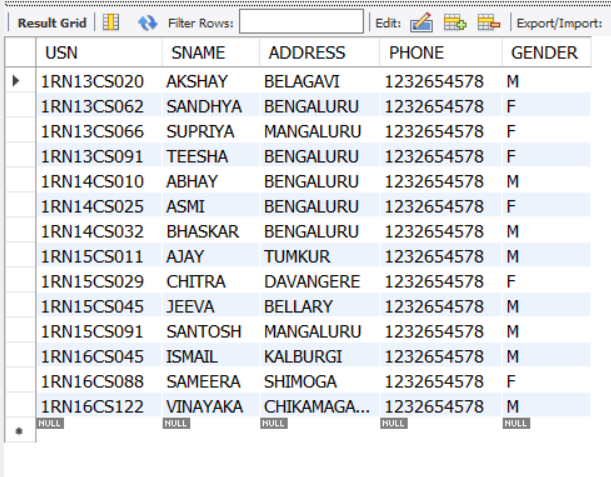 Result Grid Filter Rows: Edit: Export/Import:
USN SNAME ADDRESS PHONE GENDER
1RN13CS020 AKSHAY BELAGAVI 1232654578 M
1RN13CS062 SANDHYA BENGALURU 1232654578 F
1RN13CS066 SUPRIYA MANGALURU 1232654578 F
1RN13CS091 TEESHA BENGALURU 1232654578 F
1RN14CS010 ABHAY BENGALURU 1232654578 M
1RN14CS025 ASMI BENGALURU 1232654578 F
1RN14CS032 BHASKAR BENGALURU 1232654578 M
1RN15CS011 AJAY TUMKUR 1232654578 M
1RN15CS029 CHITRA DAVANGERE 1232654578 F
1RN15CS045 JEEVA BELLARY 1232654578 M
1RN15CS091 SANTOSH MANGALURU 1232654578 M
1RN16CS045 ISMAIL KALBURGI 1232654578 M
1RN16CS088 SAMEERA SHIMOGA 1232654578 F
1RN16CS122 VINAYAKA CHIKAMAGA... 1232654578 M
NULL NULL NULL NULL NULL